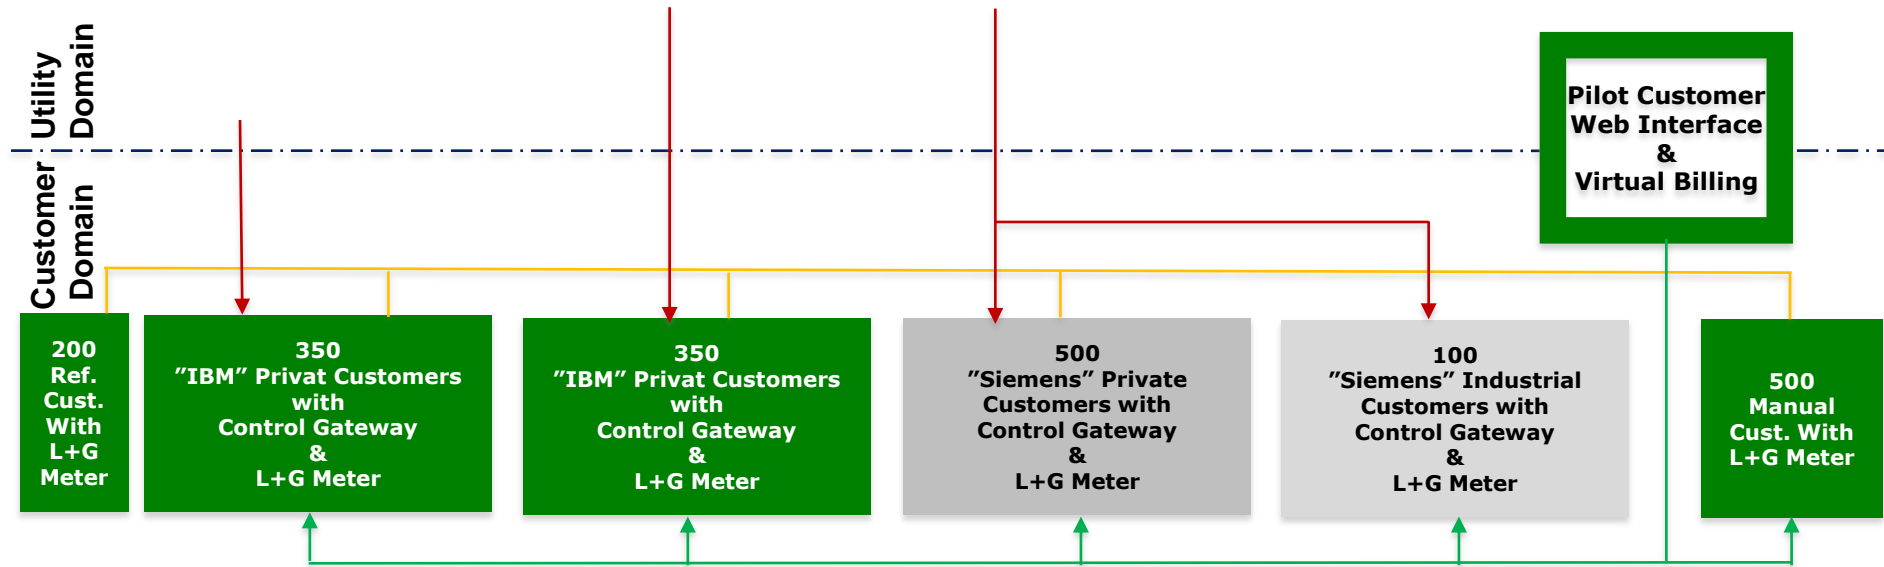 Utility
Domain
Customer
Domain
Pilot Customer
Web Interface
&
Virtual Billing
200
Ref.
Cust.
With
L+G
Meter
350
”IBM” Privat Customers
with
Control Gateway
&
L+G Meter
350
”IBM” Privat Customers
with
Control Gateway
&
L+G Meter
500
”Siemens” Private
Customers with
Control Gateway
&
L+G Meter
100
”Siemens” Industrial
Customers with
Control Gateway
&
L+G Meter
500
Manual
Cust. With
L+G Meter